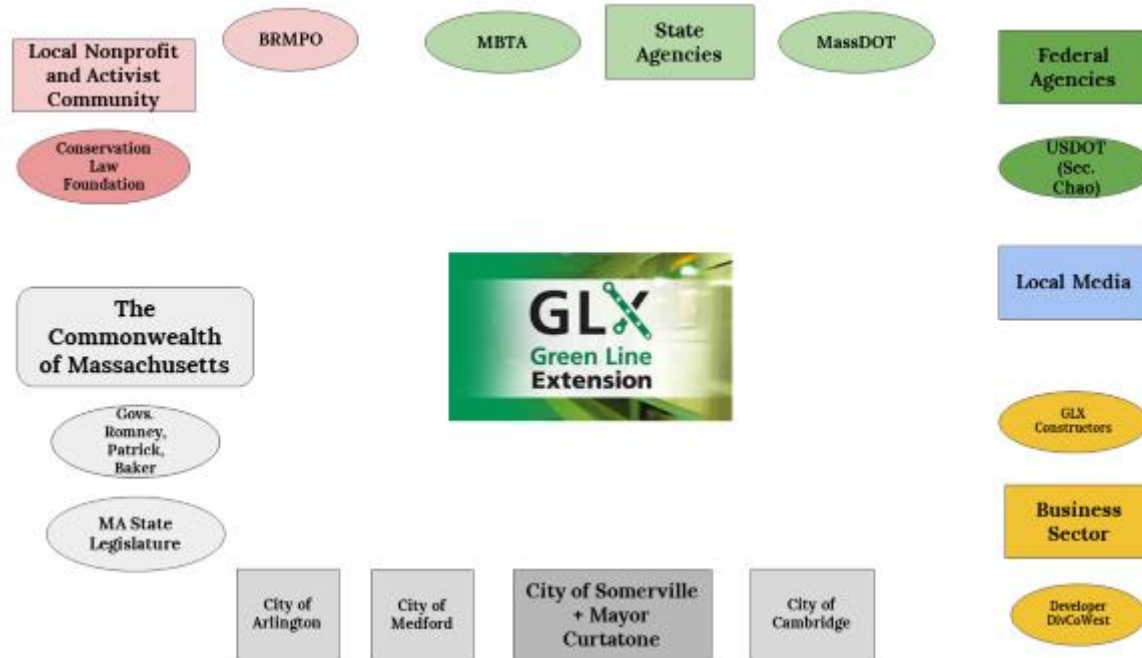 BRMPO
MBTA
State
Agencies
MassDOT
Local Nonprofit
and Activist
Community
Federal
Agencies
Conservation
Law
Foundation
USDOT
(Sec.
Chao)
GLX
Green Line
Extension
Local Media
The
Commonwealth
of Massachusetts
Govs.
Romney,
Patrick,
Baker
GLX
Constructors
MA State
Legislature
Business
Sector
City of
Arlington
City of
Medford
City of Somerville
+ Mayor
Curtatone
City of
Cambridge
Developer
DivCoWest